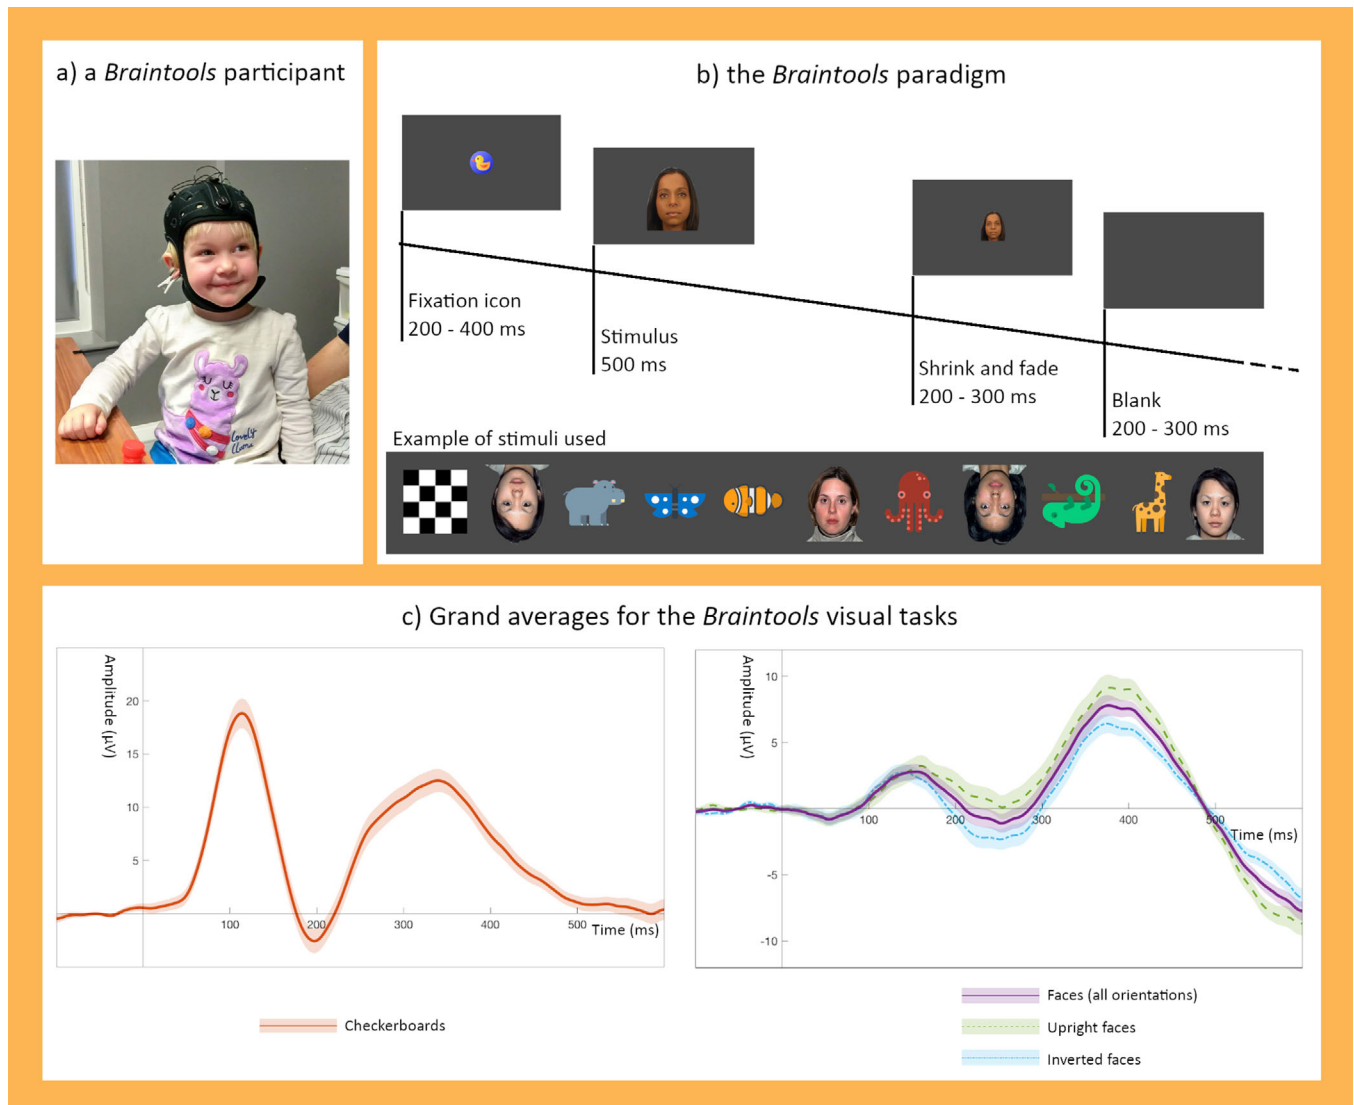 a) a Braintools participant
lovely
llama
b) the Braintools paradigm
Fixation icon
200 - 400 ms
Stimulus
500 ms
Shrink and fade
200 - 300 ms
Blank
200 - 300 ms
Example of stimuli used
c) Grand averages for the Braintools visual tasks
Amplitude (µV)
20
15
10
5
100
200
300
400
500
Time (ms)
Checkerboards
Amplitude (µV)
10
5
-5
-10
100
200
300
400
500
Time (ms)
Faces (all orientations)
Upright faces
Inverted faces